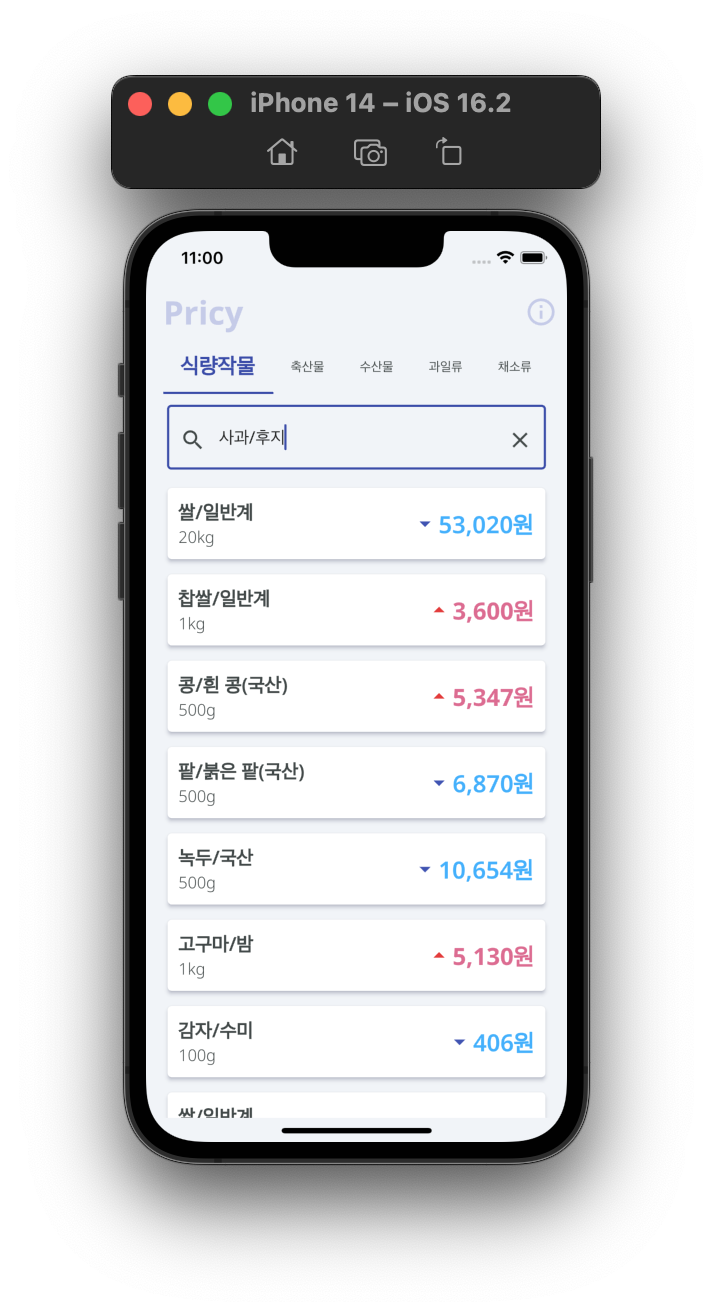 iPhone 14 – iOS 16.2
11:00
Pricy
식량작물 축산물 수산물 과일류 채소류
사과/후지
쌀/일반계
20kg
53,020원
찹쌀/일반계
1kg
3,600원
콩/흰 콩(국산)
500g
5,347원
팥/붉은 팥(국산)
500g
6,870원
녹두/국산
500g
10,654원
고구마/밤
1kg
5,130원
감자/수미
100g
406원
쌀/일반계